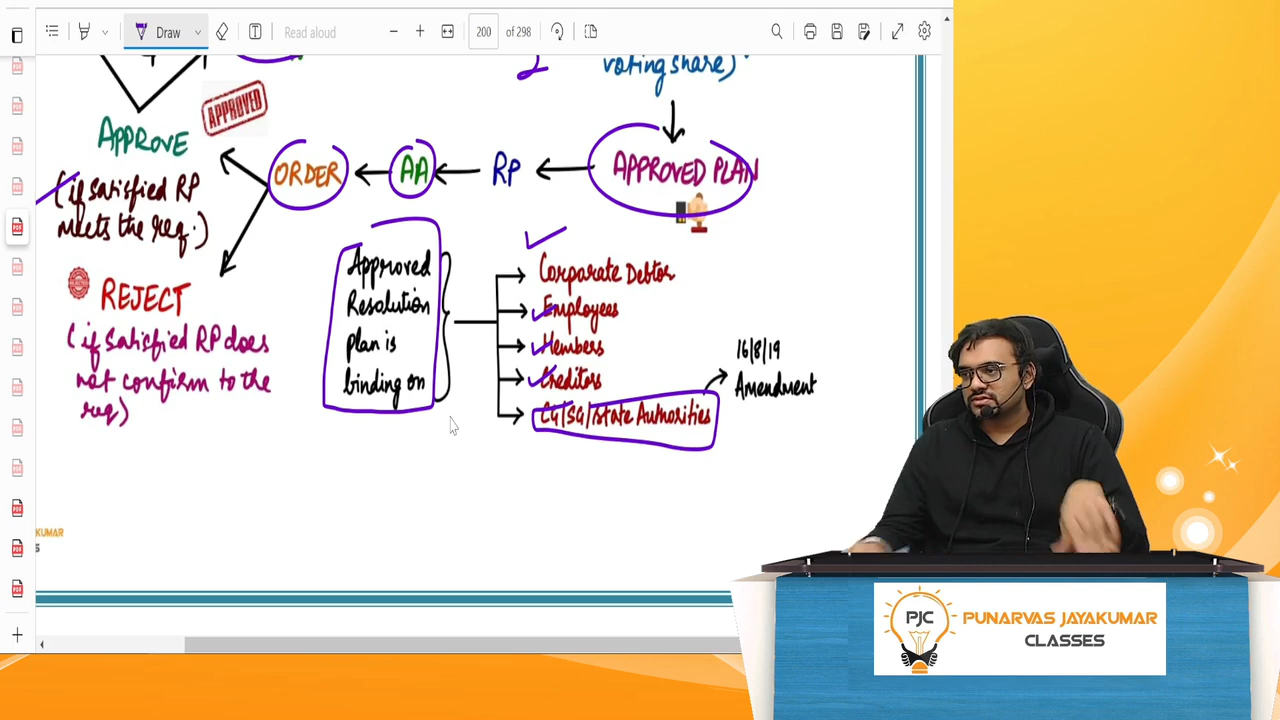 Draw
Read aloud
200 of 298
voting share)
APPROVED
APPROVE
(if satisfied RP
meets the req.)
ORDER
AA
RP
APPROVED PLAN
REJECT
(if satisfied RP does
not confirm to the
req)
Approved
Resolution
plan is
binding on
Corporate Debtor
Employees
Members
Creditors
CG/SG/State Authorities
16/8/19
Amendment
KUMAR
S
PJC
PUNARVAS JAYAKUMAR
CLASSES